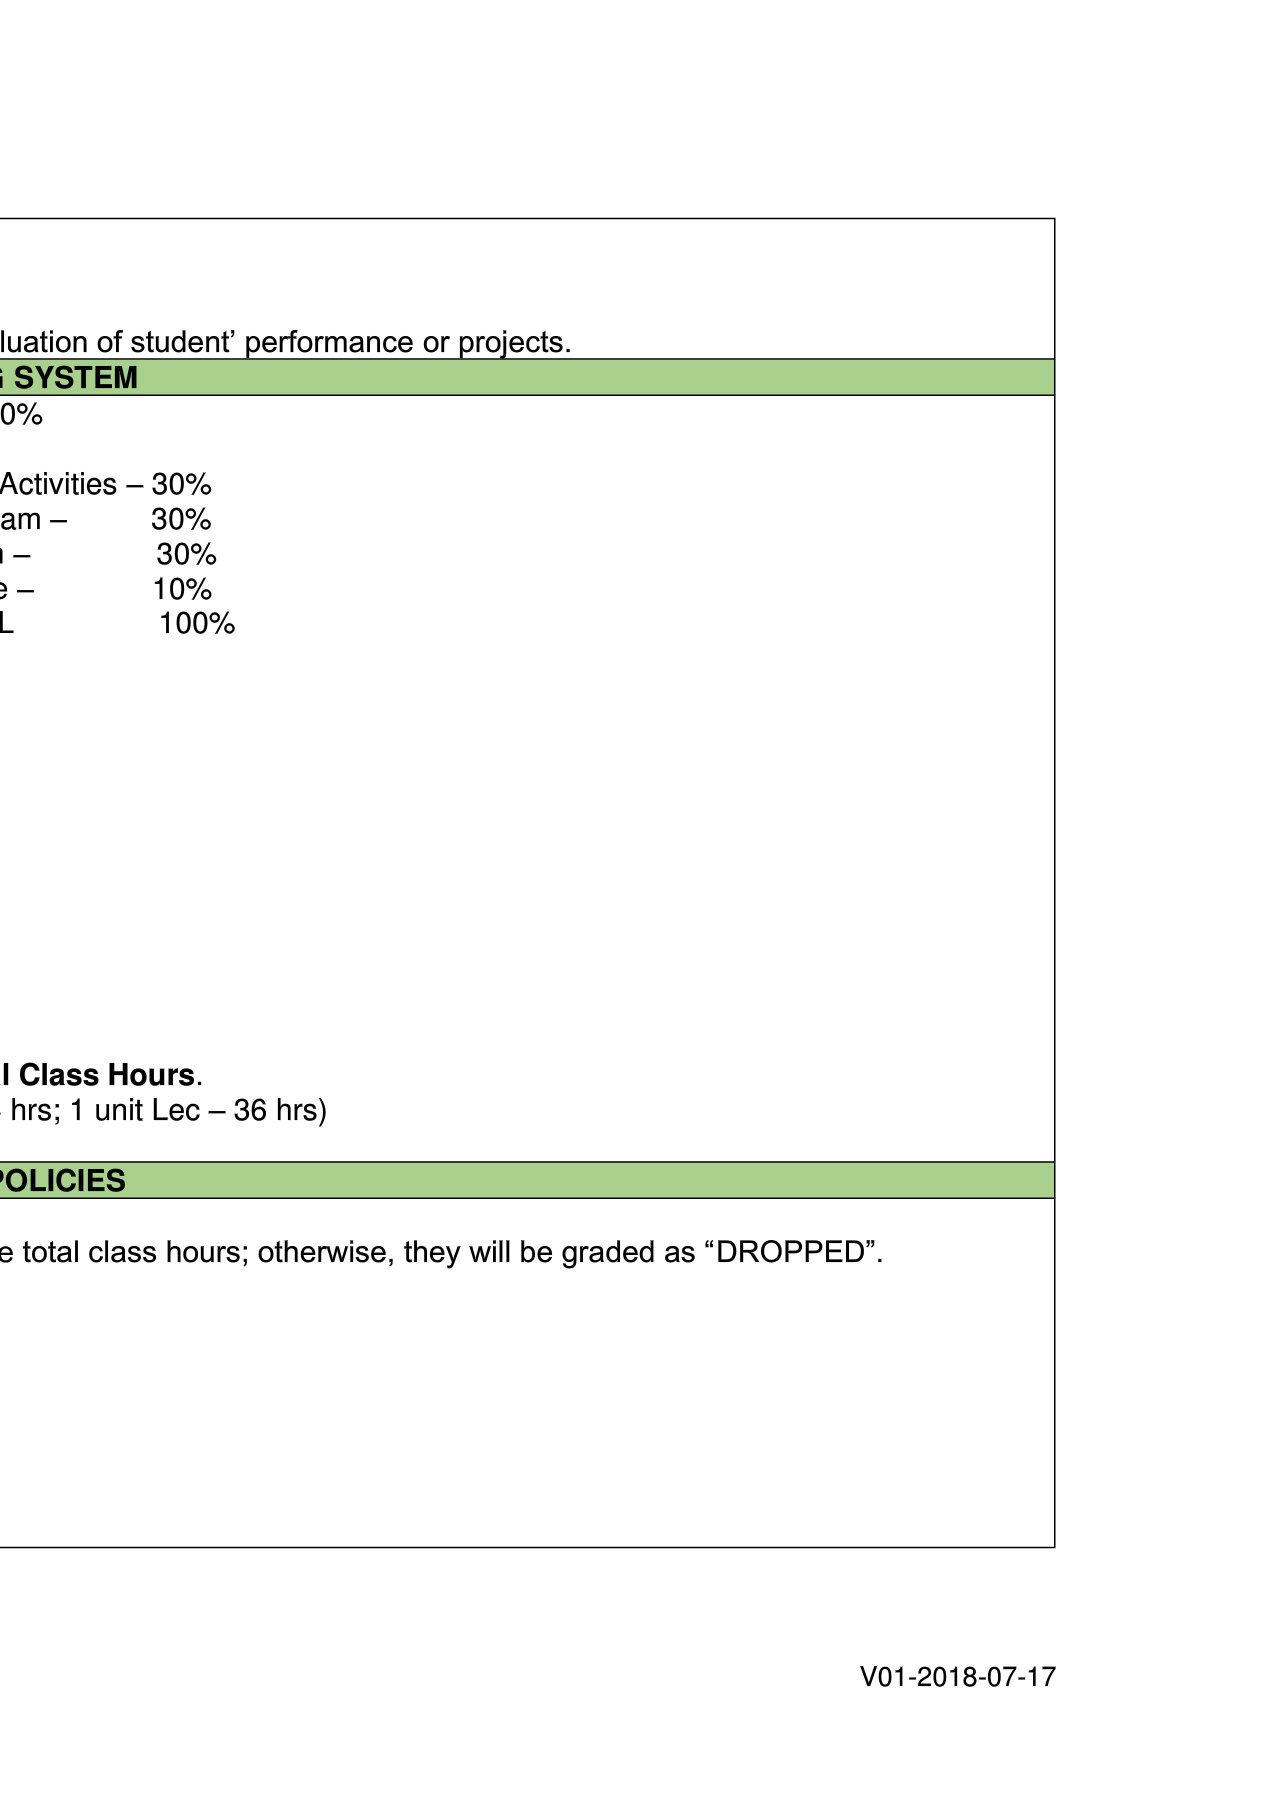 luation of student’ performance or projects.
SYSTEM
0%
Activities – 30%
am – 30%
– 30%
e – 10%
L 100%
l Class Hours.
hrs; 1 unit Lec – 36 hrs)
POLICIES
e total class hours; otherwise, they will be graded as “DROPPED”.
V01-2018-07-17